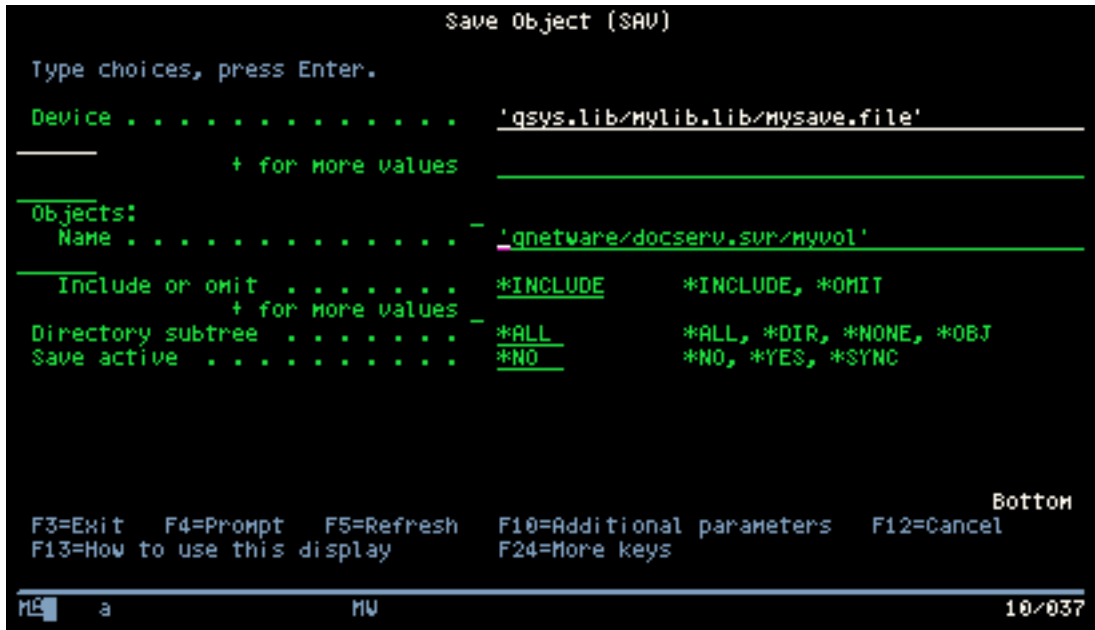 Save Object (SAV)
Type choices, press Enter.
Device . . . . . . . . . . . . . 'qsys.lib/mylib.lib/mysave.file'
+ for more values
Objects:
Name . . . . . . . . . . . . . 'qnetware/docserv.svr/myvol'
Include or omit . . . . . . . *INCLUDE *INCLUDE, *OMIT
+ for more values
Directory subtree . . . . . . . *ALL *ALL, *DIR, *NONE, *OBJ
Save active . . . . . . . . . . *NO *NO, *YES, *SYNC
Bottom
F3=Exit F4=Prompt F5=Refresh F10=Additional parameters F12=Cancel
F13=How to use this display F24=More keys
MA a MW 10/037